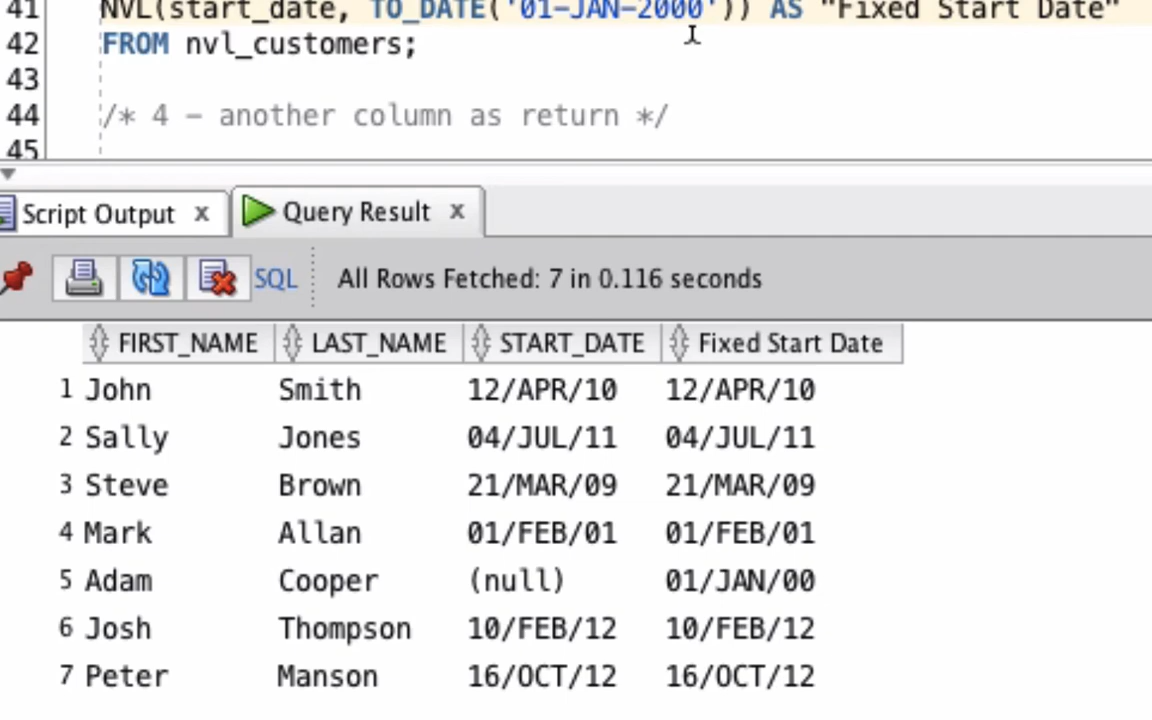 41 NVL(start_date, TO_DATE('01-JAN-2000')) AS "Fixed Start Date"
42 FROM nvl_customers;
43
44 /* 4 - another column as return */
45
Script Output x Query Result x
SQL All Rows Fetched: 7 in 0.116 seconds
FIRST_NAME LAST_NAME START_DATE Fixed Start Date
1 John Smith 12/APR/10 12/APR/10
2 Sally Jones 04/JUL/11 04/JUL/11
3 Steve Brown 21/MAR/09 21/MAR/09
4 Mark Allan 01/FEB/01 01/FEB/01
5 Adam Cooper (null) 01/JAN/00
6 Josh Thompson 10/FEB/12 10/FEB/12
7 Peter Manson 16/OCT/12 16/OCT/12